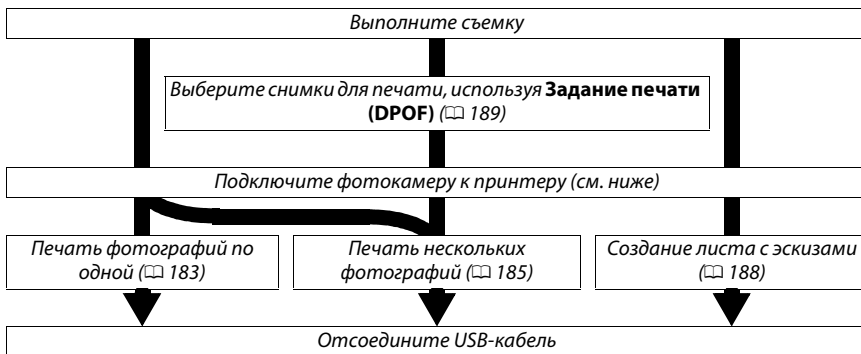 Выполните съемку
Выберите снимки для печати, используя Задание печати
(DPOF) (🕮 189)
Подключите фотокамеру к принтеру (см. ниже)
Печать фотографий по
одной (🕮 183)
Печать нескольких
фотографий (🕮 185)
Создание листа с эскизами
(🕮 188)
Отсоедините USB-кабель